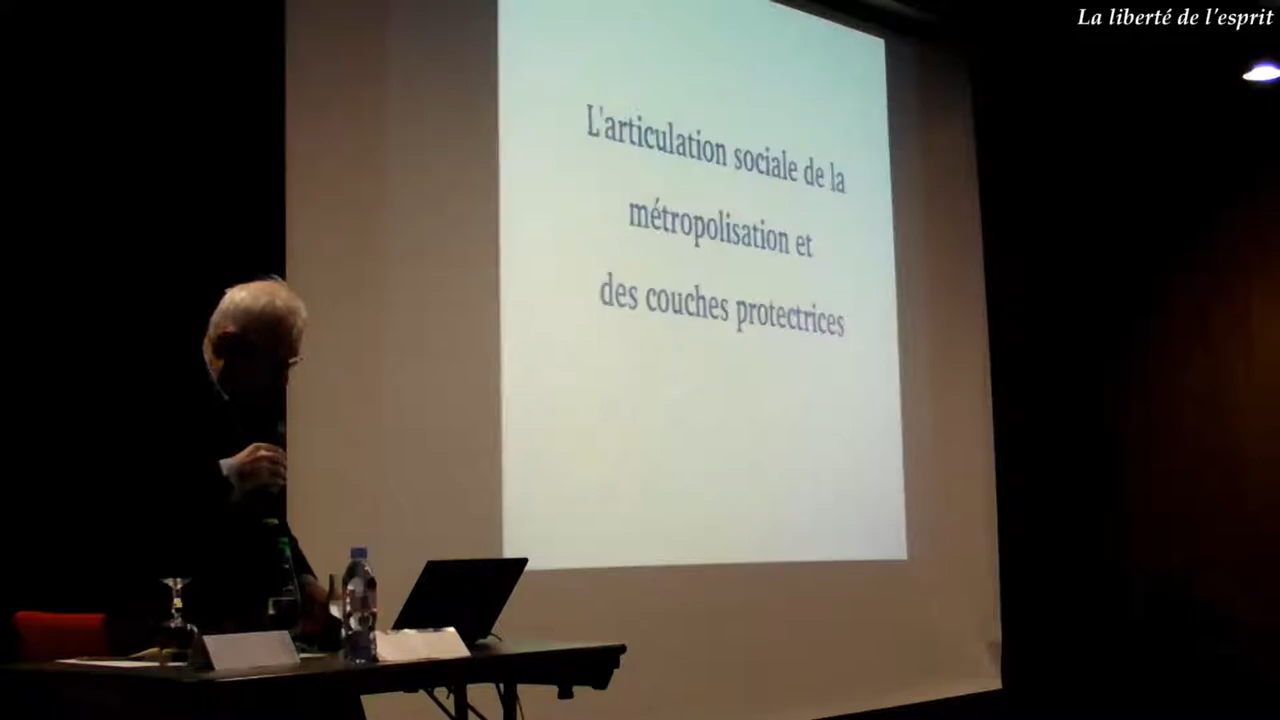 La liberté de l'esprit
L'articulation sociale de la
métropolisation et
des couches protectrices